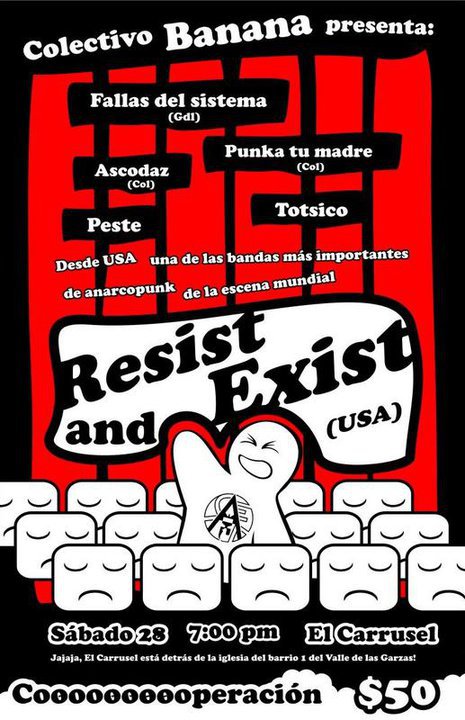 Colectivo Banana presenta:
Fallas del sistema
(Gdl)
Punka tu madre
(Col)
Ascodaz
(Col)
Totsico
Peste
Desde USA una de las bandas más importantes
de anarcopunk de la escena mundial
Resist
and Exist
(USA)
Sábado 28 7:00 pm El Carrusel
Jajaja, El Carrusel está detrás de la iglesia del barrio 1 del Valle de las Garzas!
Coooooooooperación $50